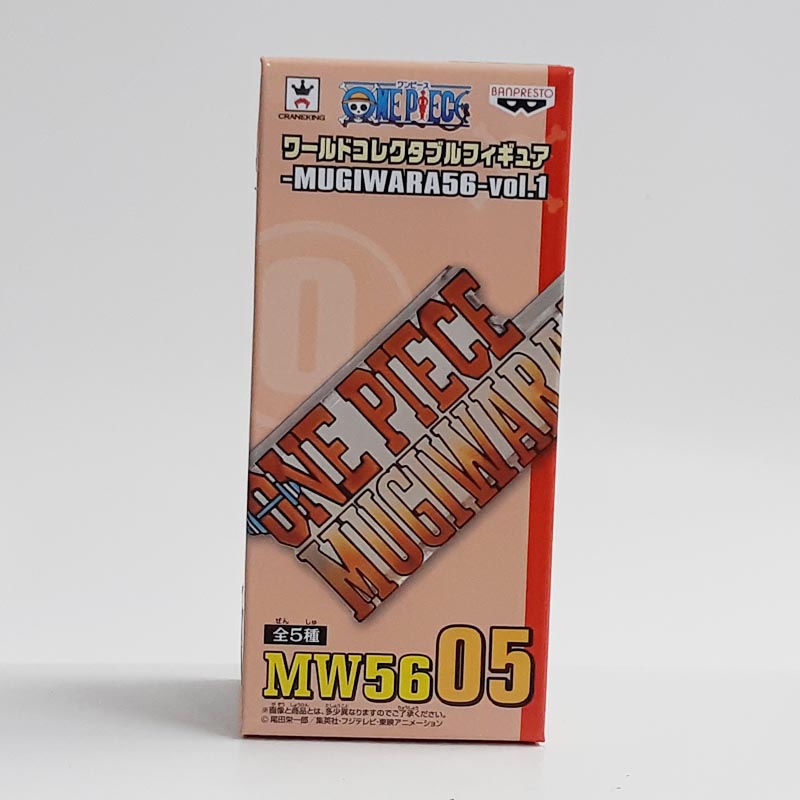 CRANEKING
ワンピース
ONE PIECE
BANPRESTO
ワールドコレクタブルフィギュア
-MUGIWARA56-vol.1
ONE PIECE
MUGIWARA
ぜん しゅ
全5種
MW56 05
※画像と商品とは、多少異なりますのでご了承ください。
© 尾田栄一郎/集英社・フジテレビ・東映アニメーション